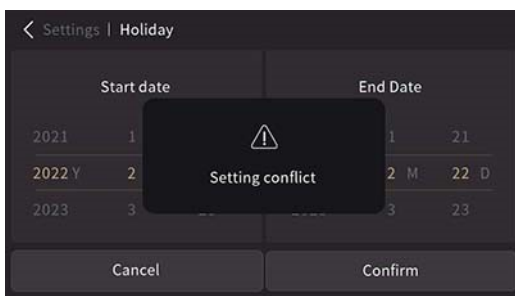 Settings | Holiday
Start date End Date
2021 1 1 21
2022 Y 2 2 M 22 D
2023 3 3 23
Setting conflict
Cancel Confirm